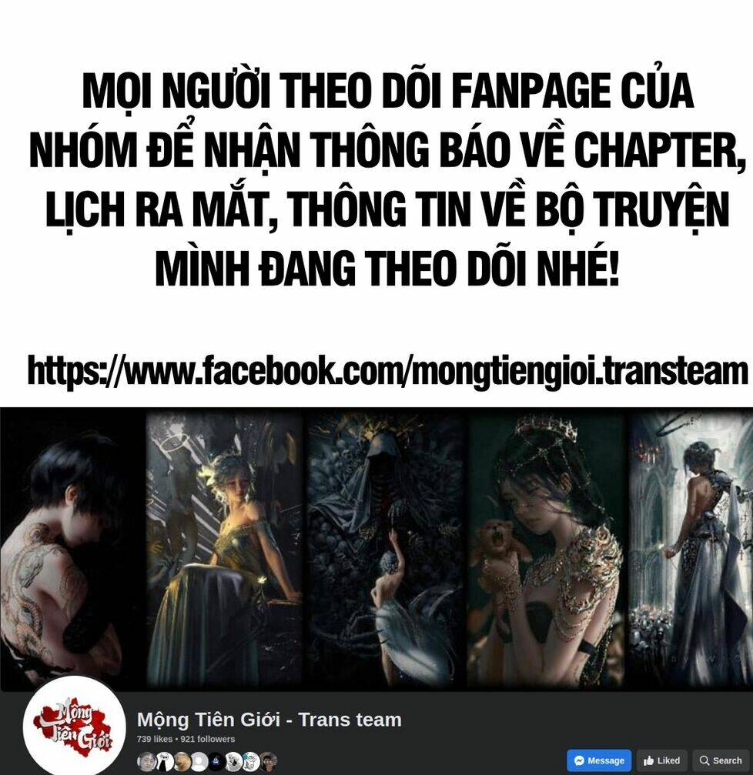 MỌI NGƯỜI THEO DÕI FANPAGE CỦA
NHÓM ĐỂ NHẬN THÔNG BÁO VỀ CHAPTER,
LỊCH RA MẮT, THÔNG TIN VỀ BỘ TRUYỆN
MÌNH ĐANG THEO DÕI NHÉ!
https://www.facebook.com/mongtiengioi.transteam
Mộng
Tiên Giới
Mộng Tiên Giới - Trans team
739 likes • 921 followers
Message
Liked
Search